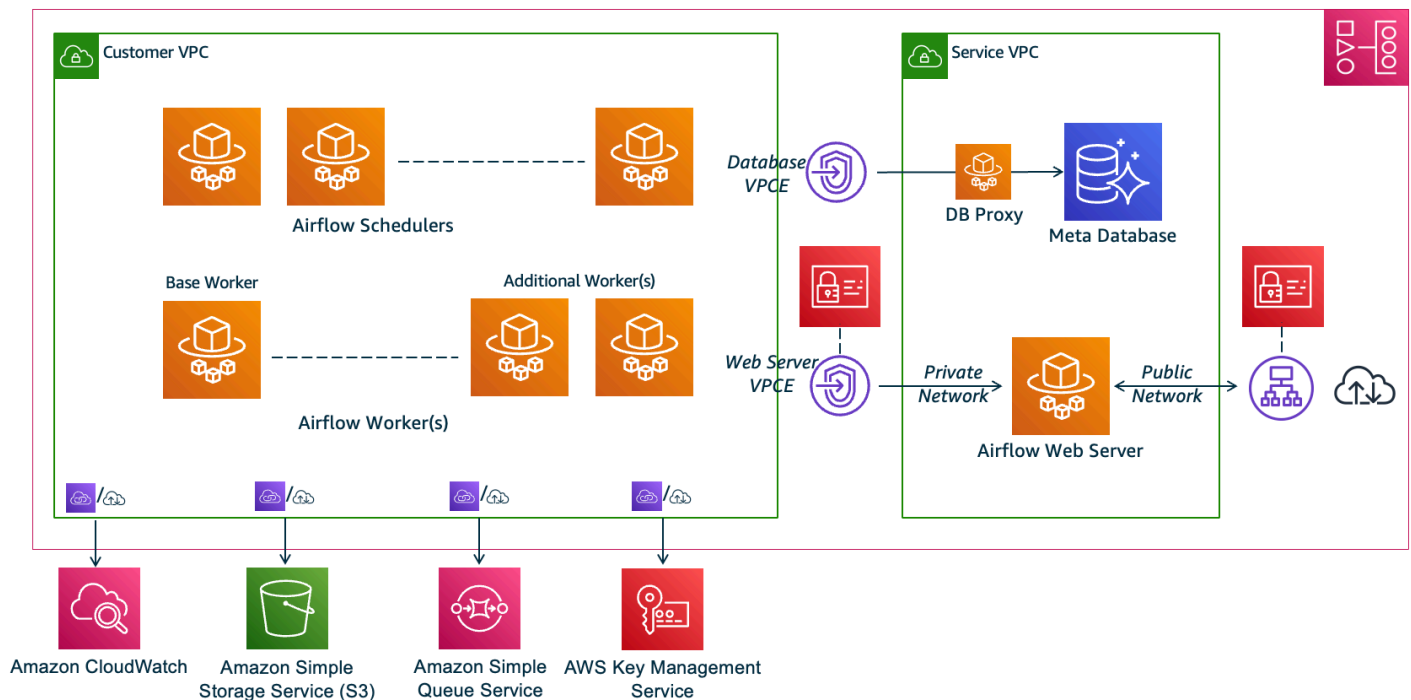 Customer VPC
Service VPC
Airflow Schedulers
Database
VPCE
DB Proxy
Meta Database
Base Worker
Additional Worker(s)
Airflow Worker(s)
Web Server
VPCE
Private
Network
Public
Network
Airflow Web Server
/
/
/
/
Amazon CloudWatch
Amazon Simple
Storage Service (S3)
Amazon Simple
Queue Service
AWS Key Management
Service